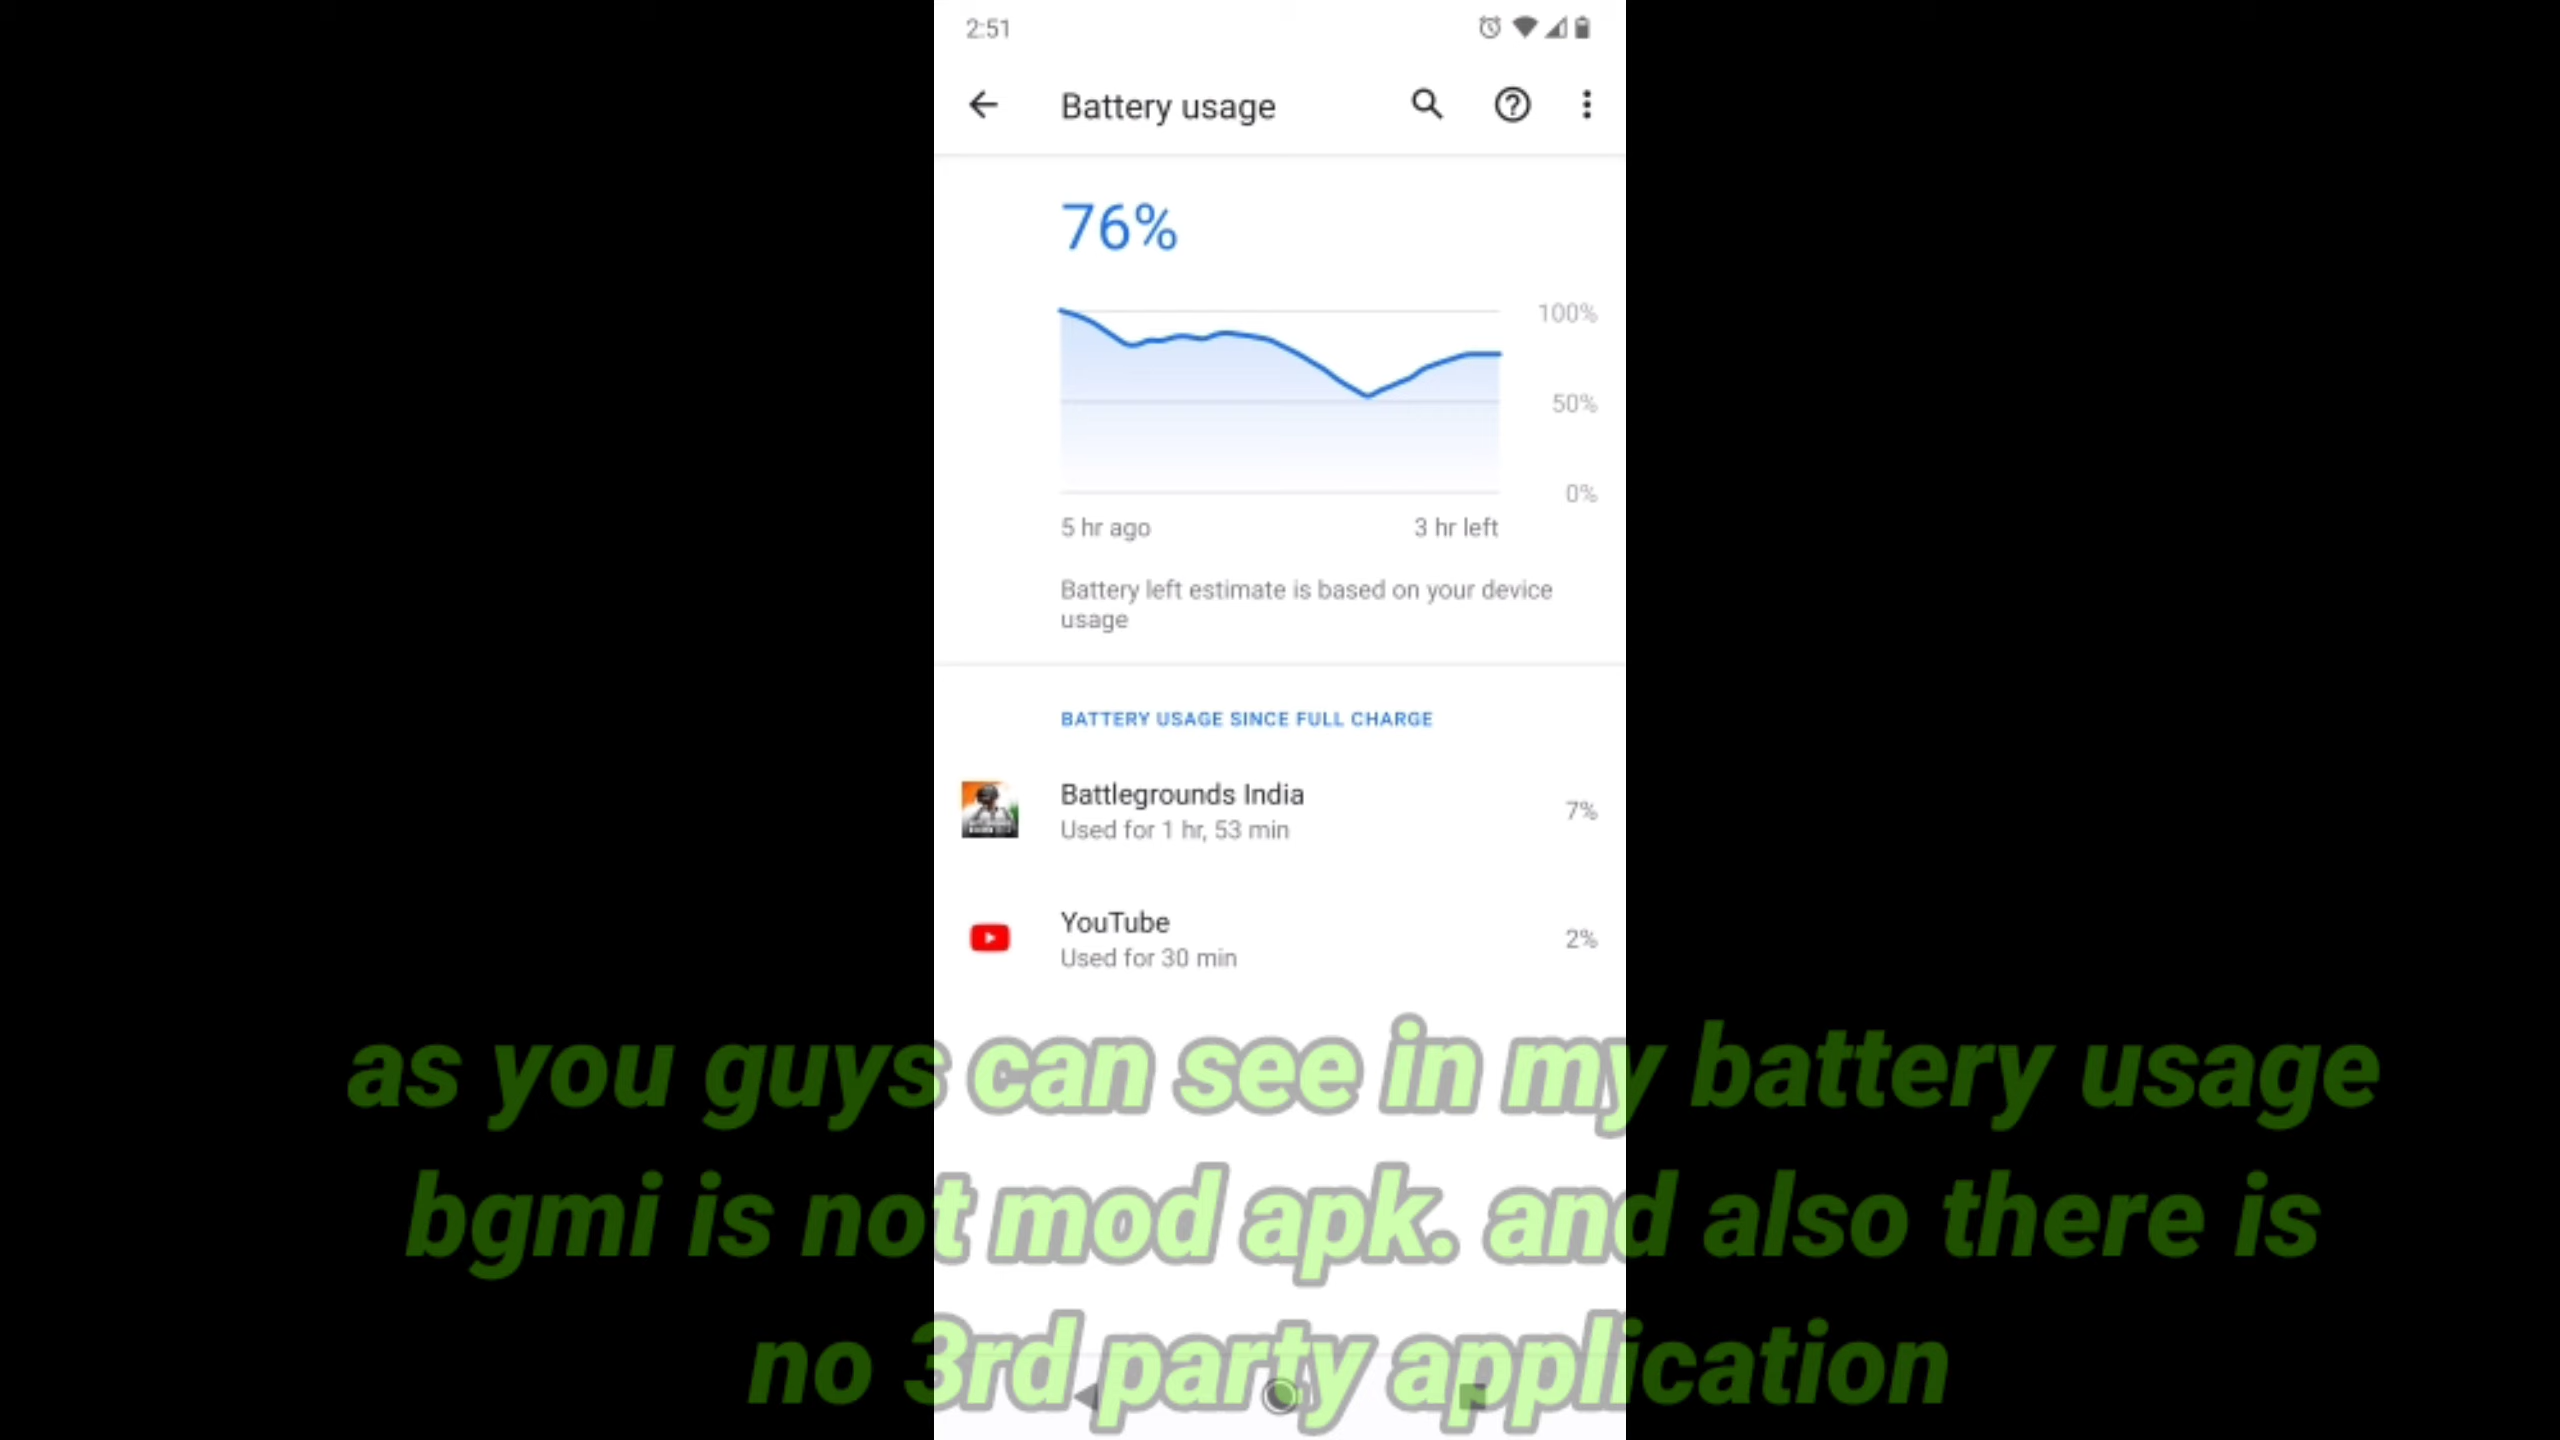 2:51
Battery usage
76%
100%
50%
0%
5 hr ago
3 hr left
Battery left estimate is based on your device
usage
BATTERY USAGE SINCE FULL CHARGE
Battlegrounds India
7%
Used for 1 hr, 53 min
YouTube
2%
Used for 30 min
as you guys can see in my battery usage
bgmi is not mod apk. and also there is
no 3rd party application